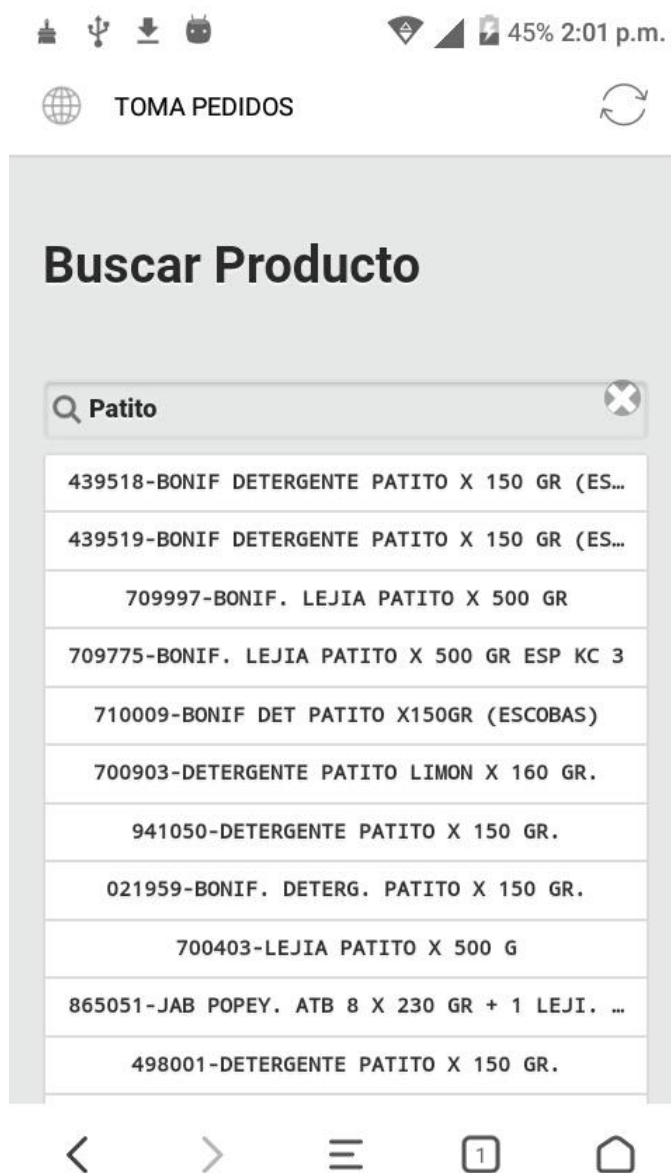 45% 2:01 p.m.
TOMA PEDIDOS
Buscar Producto
Patito
439518-BONIF DETERGENTE PATITO X 150 GR (ES…
439519-BONIF DETERGENTE PATITO X 150 GR (ES…
709997-BONIF. LEJIA PATITO X 500 GR
709775-BONIF. LEJIA PATITO X 500 GR ESP KC 3
710009-BONIF DET PATITO X150GR (ESCOBAS)
700903-DETERGENTE PATITO LIMON X 160 GR.
941050-DETERGENTE PATITO X 150 GR.
021959-BONIF. DETERG. PATITO X 150 GR.
700403-LEJIA PATITO X 500 G
865051-JAB POPEY. ATB 8 X 230 GR + 1 LEJI. …
498001-DETERGENTE PATITO X 150 GR.
1